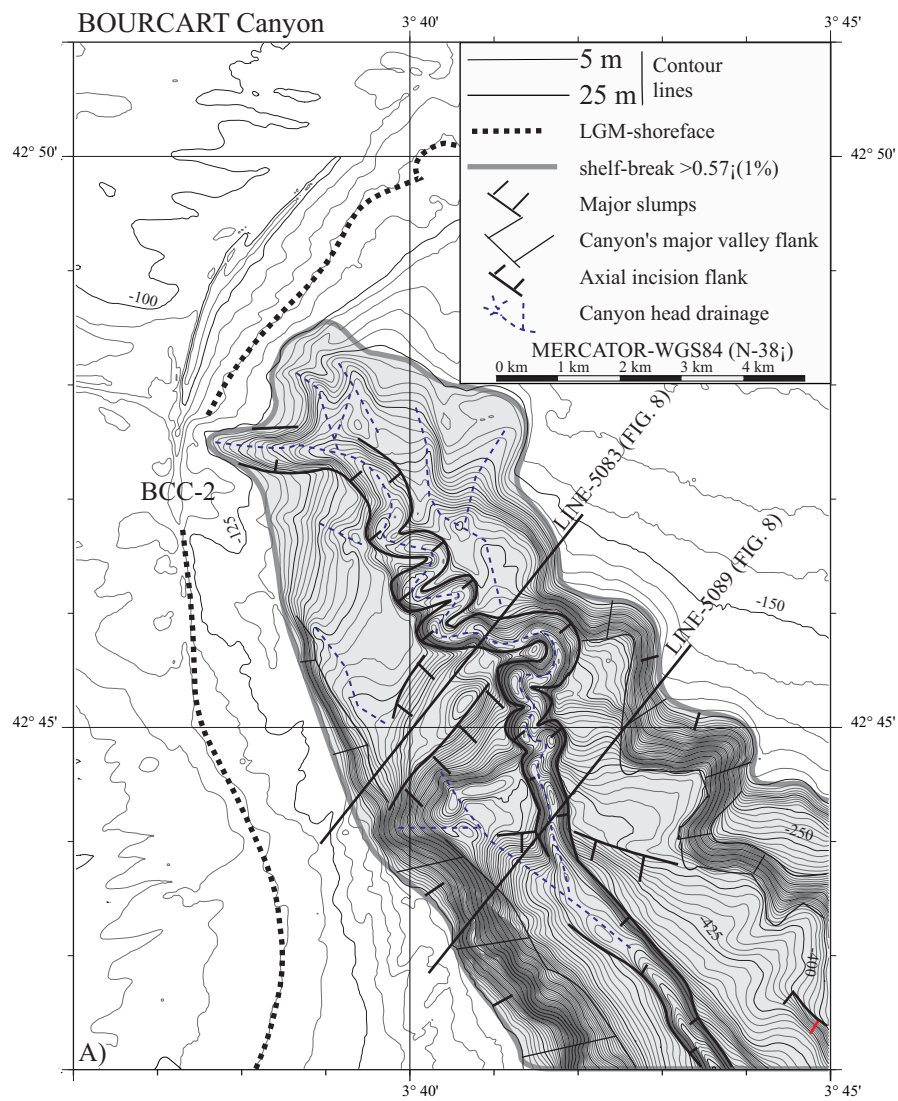 BOURCART Canyon
3° 40'
3° 45'
5 m
25 m
Contour
lines
LGM-shoreface
shelf-break >0.57¡(1%)
Major slumps
Canyon's major valley flank
Axial incision flank
Canyon head drainage
MERCATOR-WGS84 (N-38¡)
0 km 1 km 2 km 3 km 4 km
42° 50'
42° 50'
-100
LINE-5083 (FIG. 8)
BCC-2
-125
LINE-5089 (FIG. 8)
-150
42° 45'
42° 45'
-250
-425
-400
A)
3° 40'
3° 45'